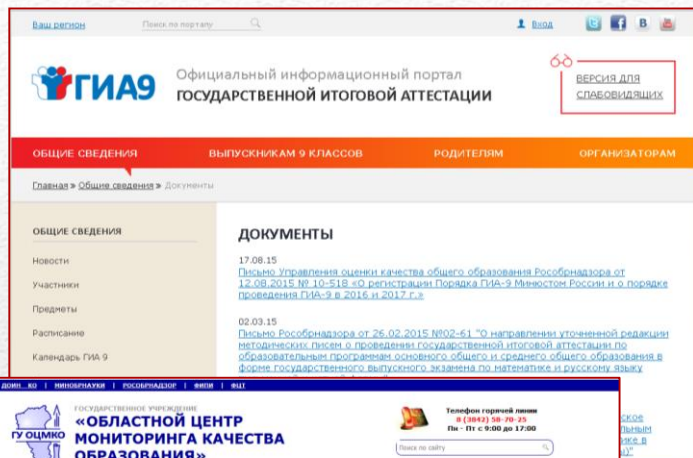 Ваш регион
Поиск по порталу
Вход
ГИА9
Официальный информационный портал
ГОСУДАРСТВЕННОЙ ИТОГОВОЙ АТТЕСТАЦИИ
ВЕРСИЯ ДЛЯ
СЛАБОВИДЯЩИХ
ОБЩИЕ СВЕДЕНИЯ
ВЫПУСКНИКАМ 9 КЛАССОВ
РОДИТЕЛЯМ
ОРГАНИЗАТОРАМ
Главная » Общие сведения » Документы
ОБЩИЕ СВЕДЕНИЯ
Новости
Участники
Предметы
Расписание
Календарь ГИА 9
ДОКУМЕНТЫ
17.08.15
Письмо Управления оценки качества общего образования Рособрнадзора от
12.08.2015 № 10-518 «О регистрации Порядка ГИА-9 Минюстом России и о порядке
проведения ГИА-9 в 2016 и 2017 г.»
02.03.15
Письмо Рособрнадзора от 26.02.2015 №02-61 "О направлении уточненной редакции
методических писем о проведении государственной итоговой аттестации по
образовательным программам основного общего и среднего общего образования в
форме государственного выпускного экзамена по математике и русскому языку
ское
льным
ике в
ДОИН КО | МИНОБРНАУКИ | РОСОБРНАДЗОР | ФИПИ | ФЦТ
ГУ ОЦМКО
ГОСУДАРСТВЕННОЕ УЧРЕЖДЕНИЕ
«ОБЛАСТНОЙ ЦЕНТР
МОНИТОРИНГА КАЧЕСТВА
ОБРАЗОВАНИЯ»
Телефон горячей линии
8 (3842) 58-70-25
Пн - Пт с 9:00 до 17:00
Поиск по сайту